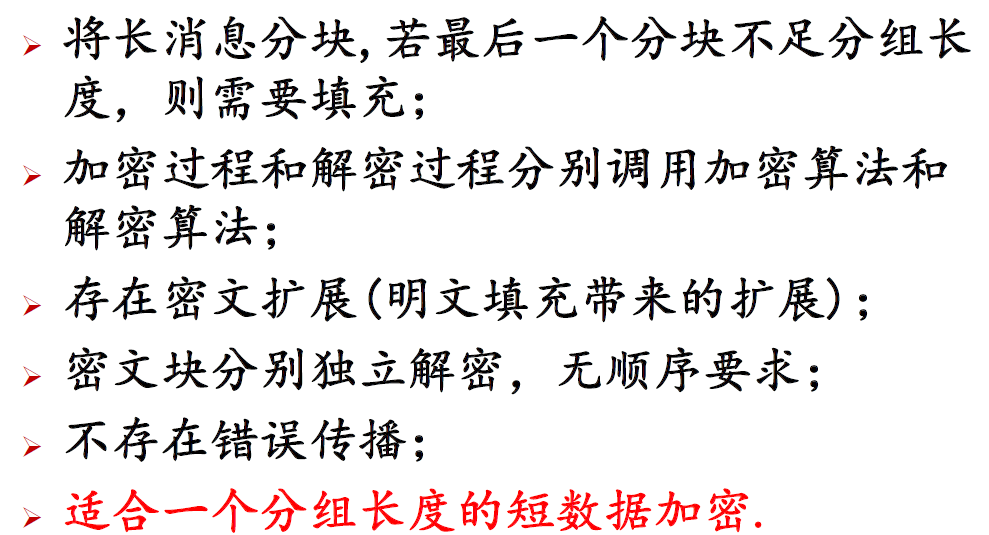 将长消息分块,若最后一个分块不足分组长
度，则需要填充；
加密过程和解密过程分别调用加密算法和
解密算法；
存在密文扩展(明文填充带来的扩展)；
密文块分别独立解密，无顺序要求；
不存在错误传播；
适合一个分组长度的短数据加密.